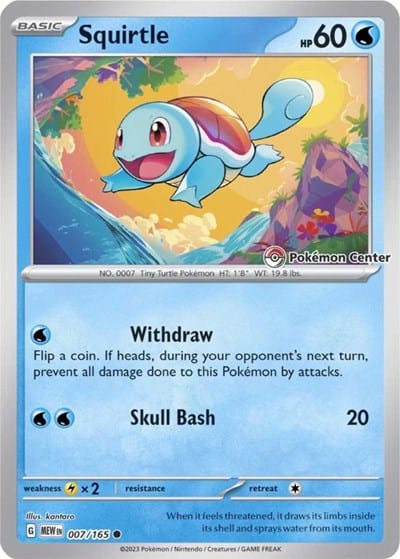 BASIC
Squirtle
HP 60
Pokémon Center
NO. 0007 Tiny Turtle Pokémon HT: 1'8" WT: 19.8 lbs.
Withdraw
Flip a coin. If heads, during your opponent's next turn,
prevent all damage done to this Pokémon by attacks.
Skull Bash 20
weakness ×2 resistance retreat
Illus. kantaro
G MEW EN 007/165
When it feels threatened, it draws its limbs inside
its shell and sprays water from its mouth.
©2023 Pokémon / Nintendo / Creatures / GAME FREAK